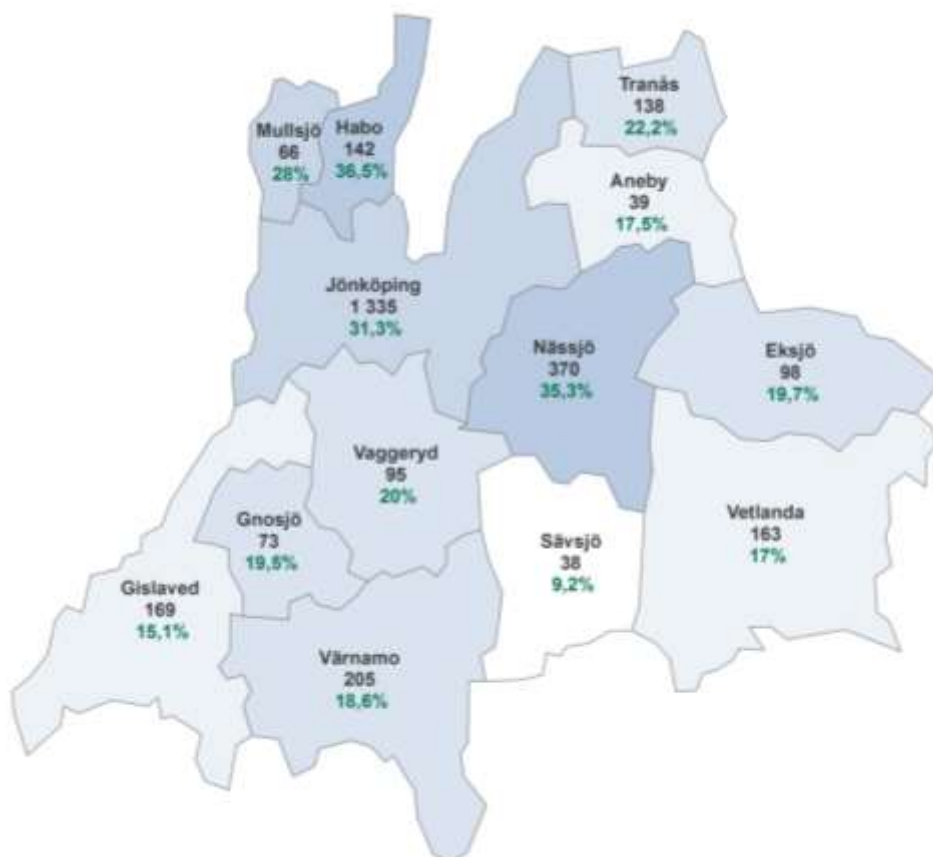 Tranås
138
22,2%
Mullsjö
66
28%
Habo
142
36,5%
Aneby
39
17,5%
Jönköping
1 335
31,3%
Nässjö
370
35,3%
Eksjö
98
19,7%
Vaggeryd
95
20%
Gnosjö
73
19,5%
Vetlanda
163
17%
Sävsjö
38
9,2%
Gislaved
169
15,1%
Värnamo
205
18,6%